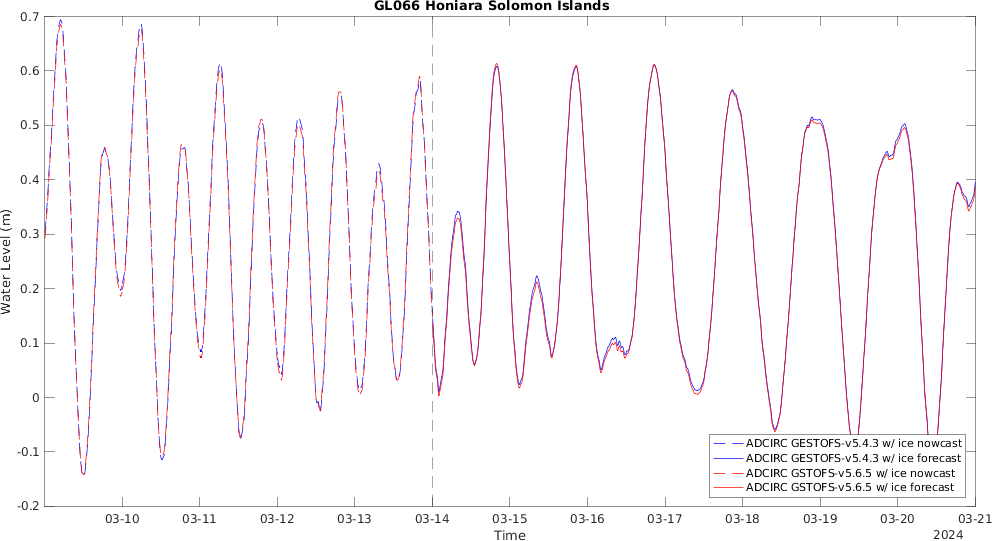 GL066 Honiara Solomon Islands
0.7
0.6
0.5
0.4
0.3
0.2
0.1
0
-0.1
-0.2
Water Level (m)
ADCIRC GESTOFS-v5.4.3 w/ ice nowcast
ADCIRC GESTOFS-v5.4.3 w/ ice forecast
ADCIRC GSTOFS-v5.6.5 w/ ice nowcast
ADCIRC GSTOFS-v5.6.5 w/ ice forecast
03-10 03-11 03-12 03-13 03-14 03-15 03-16 03-17 03-18 03-19 03-20 03-21
Time
2024